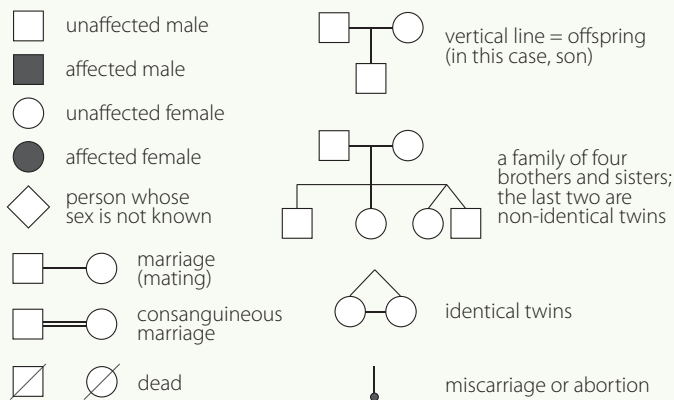 unaffected male
affected male
unaffected female
affected female
person whose
sex is not known
marriage
(mating)
consanguineous
marriage
dead
vertical line = offspring
(in this case, son)
a family of four
brothers and sisters;
the last two are
non-identical twins
identical twins
miscarriage or abortion